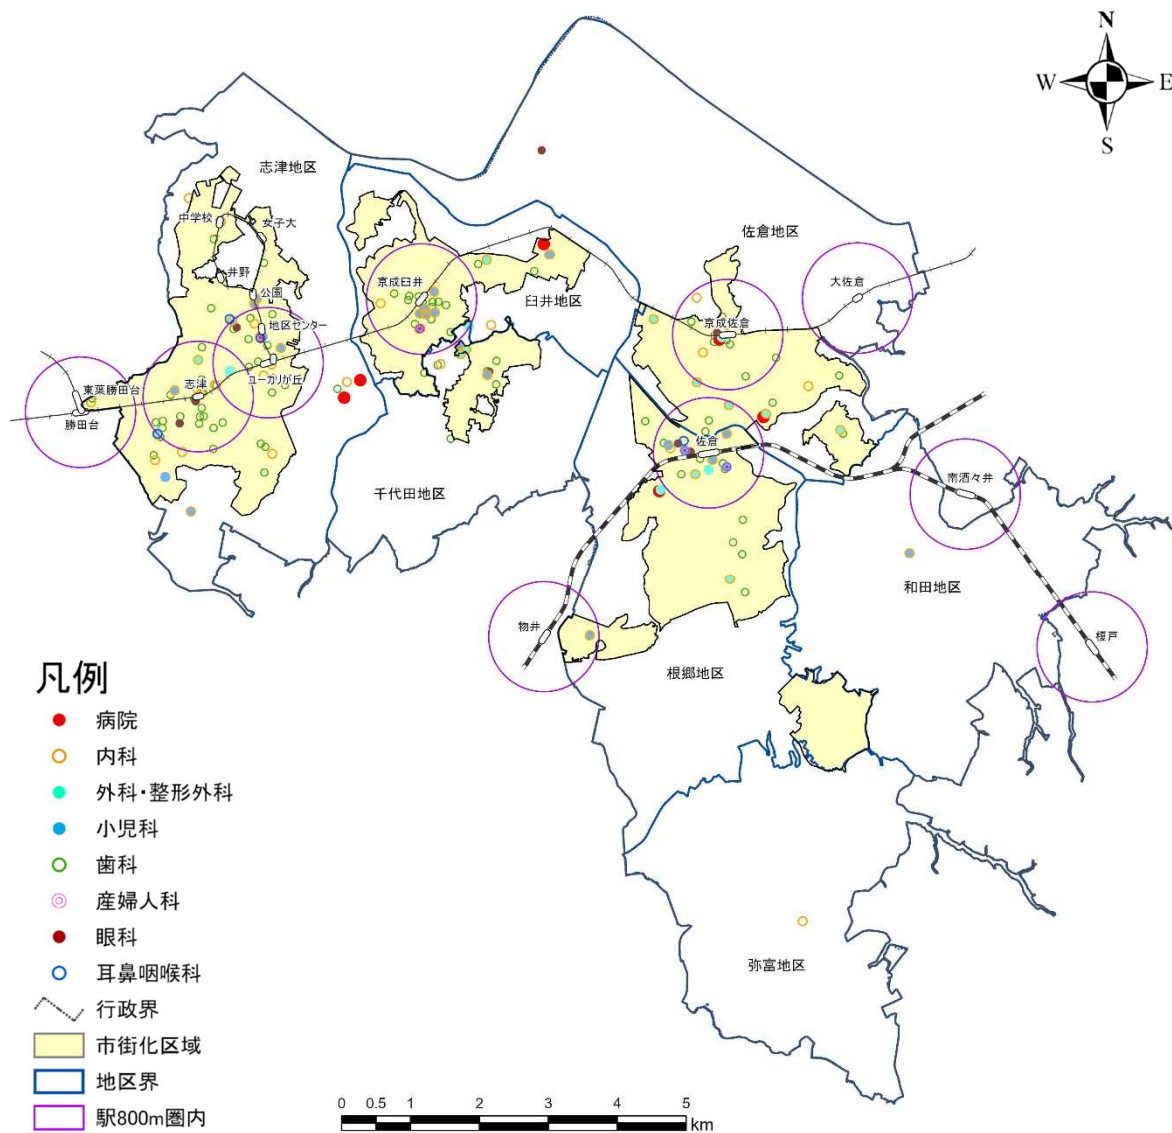 N
W
E
S
志津地区
中学校
女子大
井野
公園
地区センター
ユーカリが丘
志津
東葉勝田台
勝田台
京成臼井
臼井地区
千代田地区
佐倉地区
京成佐倉
大佐倉
佐倉
南酒々井
和田地区
榎戸
物井
根郷地区
弥富地区
凡例
病院
内科
外科・整形外科
小児科
歯科
産婦人科
眼科
耳鼻咽喉科
行政界
市街化区域
地区界
駅800m圏内
0 0.5 1 2 3 4 5
km